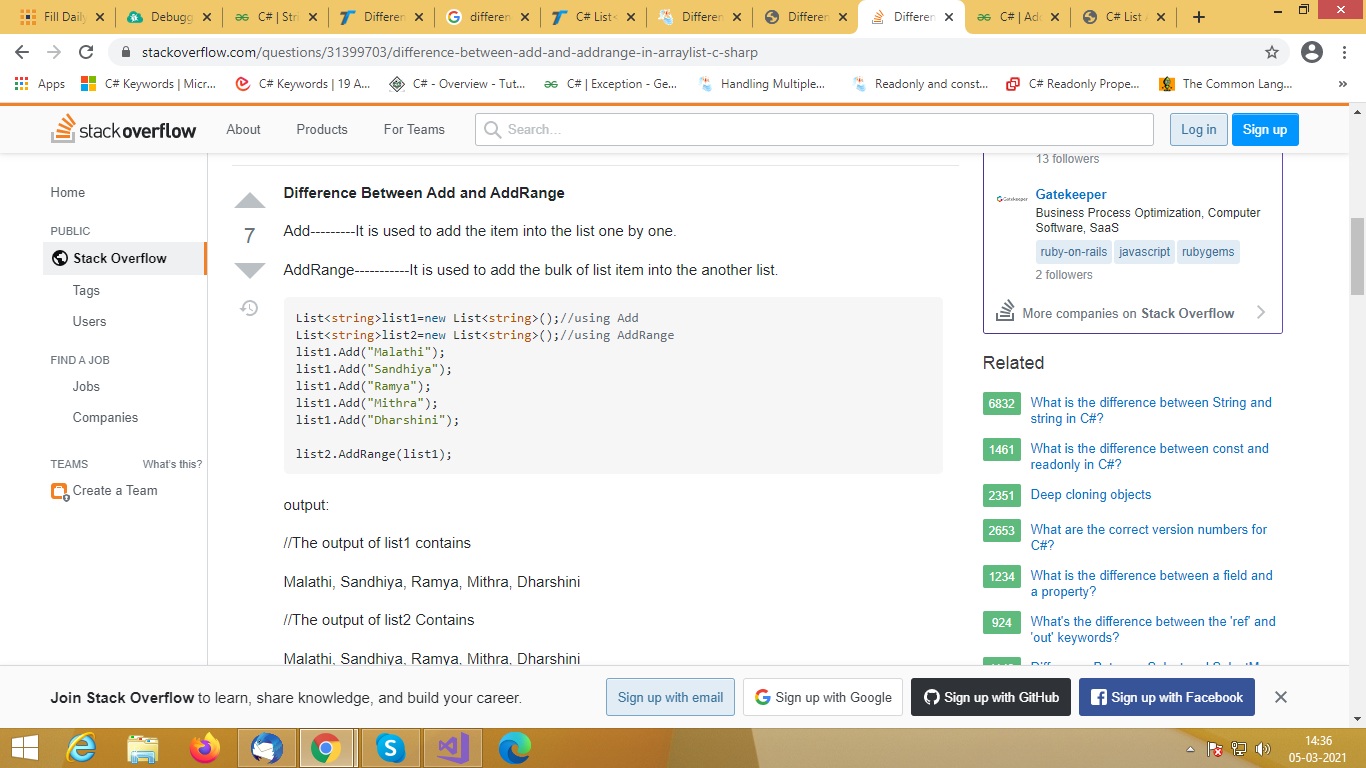 Fill Daily
Debugg
C# | Str
Differen
differen
C# List<
Differen
Differen
Differen
C# | Add
C# List A
stackoverflow.com/questions/31399703/difference-between-add-and-addrange-in-arraylist-c-sharp
Apps
C# Keywords | Micr...
C# Keywords | 19 A...
C# - Overview - Tut...
C# | Exception - Ge...
Handling Multiple...
Readonly and const...
C# Readonly Prope...
The Common Lang...
»
stack overflow
About
Products
For Teams
Search...
Log in
Sign up
Home
PUBLIC
Stack Overflow
Tags
Users
FIND A JOB
Jobs
Companies
TEAMS What's this?
Create a Team
Difference Between Add and AddRange
7
Add---------It is used to add the item into the list one by one.
AddRange-----------It is used to add the bulk of list item into the another list.
List<string>list1=new List<string>();//using Add
List<string>list2=new List<string>();//using AddRange
list1.Add("Malathi");
list1.Add("Sandhiya");
list1.Add("Ramya");
list1.Add("Mithra");
list1.Add("Dharshini");
list2.AddRange(list1);
output:
//The output of list1 contains
Malathi, Sandhiya, Ramya, Mithra, Dharshini
//The output of list2 Contains
Malathi, Sandhiya, Ramya, Mithra, Dharshini
13 followers
Gatekeeper
Gatekeeper
Business Process Optimization, Computer
Software, SaaS
ruby-on-rails javascript rubygems
2 followers
More companies on Stack Overflow
Related
6832 What is the difference between String and
string in C#?
1461 What is the difference between const and
readonly in C#?
2351 Deep cloning objects
2653 What are the correct version numbers for
C#?
1234 What is the difference between a field and
a property?
924 What's the difference between the 'ref' and
'out' keywords?
Join Stack Overflow to learn, share knowledge, and build your career.
Sign up with email
Sign up with Google
Sign up with GitHub
Sign up with Facebook
14:36
05-03-2021